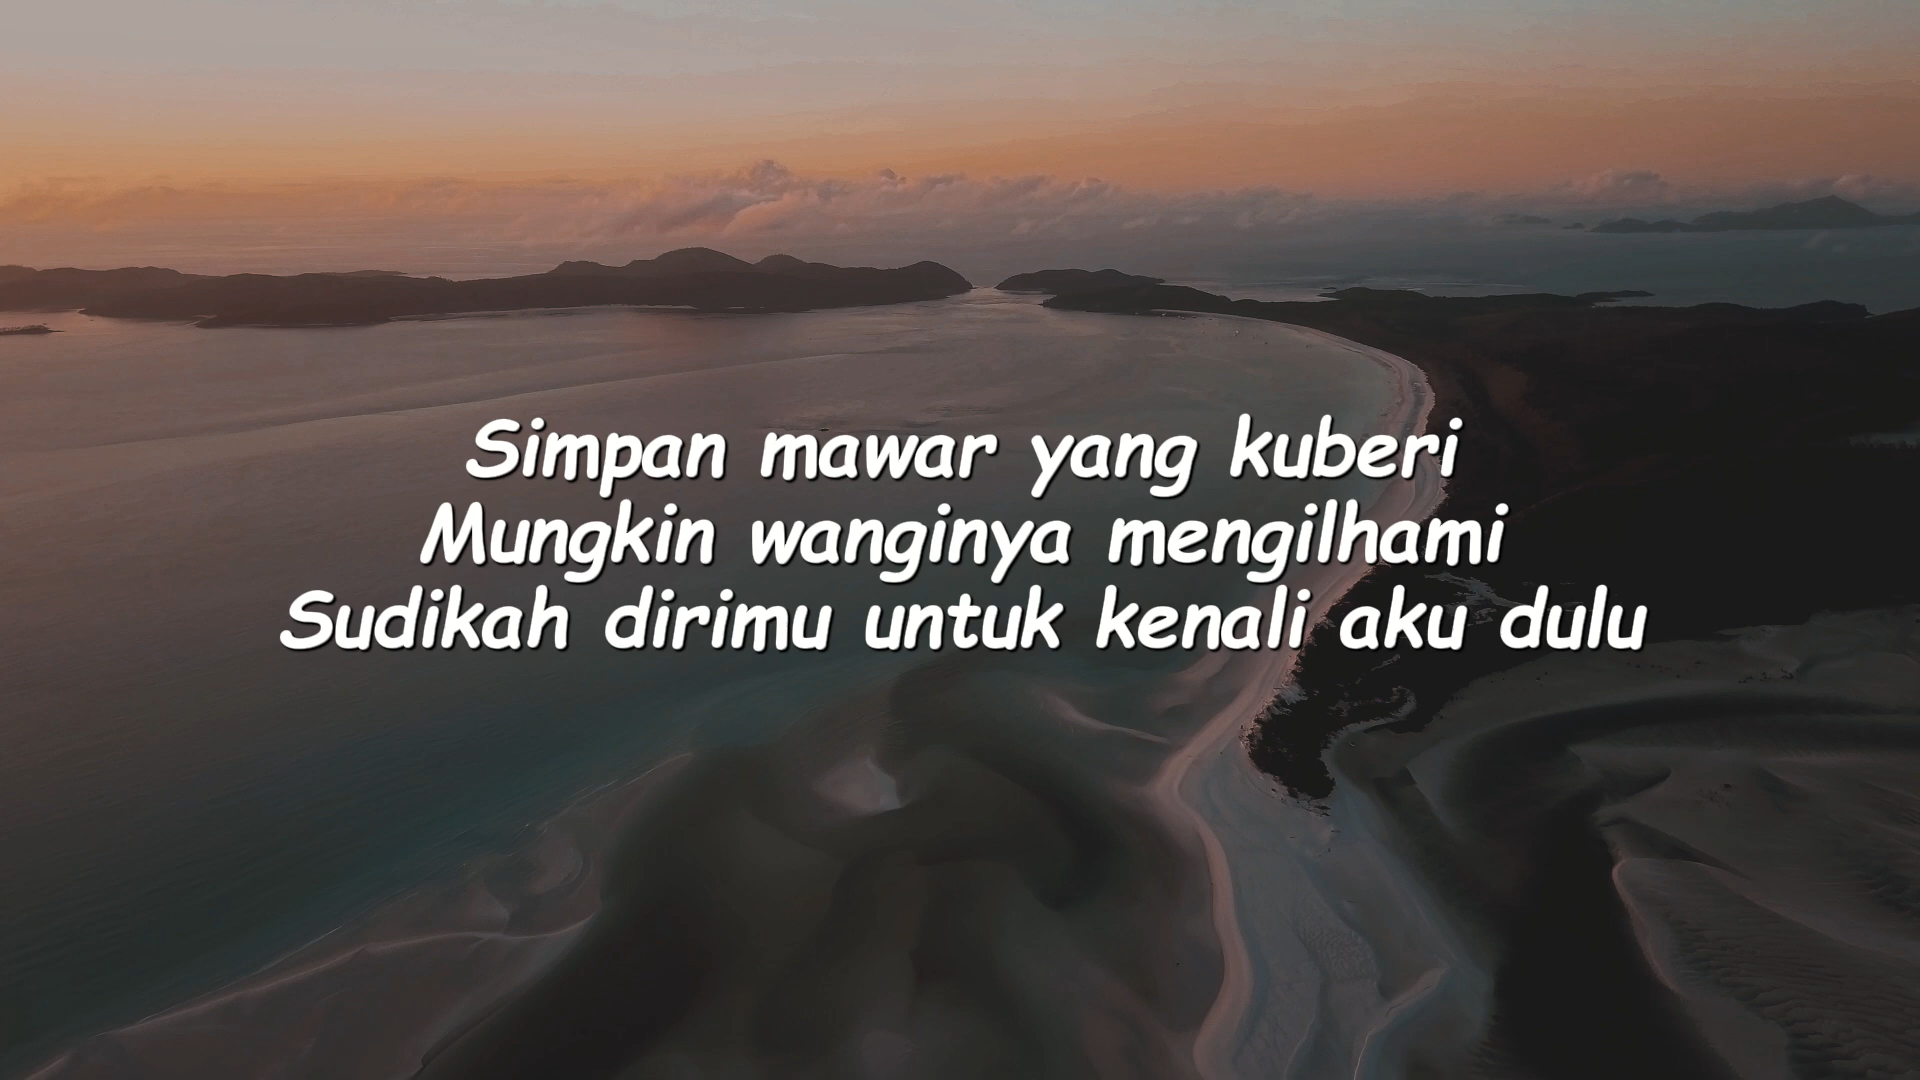 Simpan mawar yang kuberi
Mungkin wanginya mengilhami
Sudikah dirimu untuk kenali aku dulu